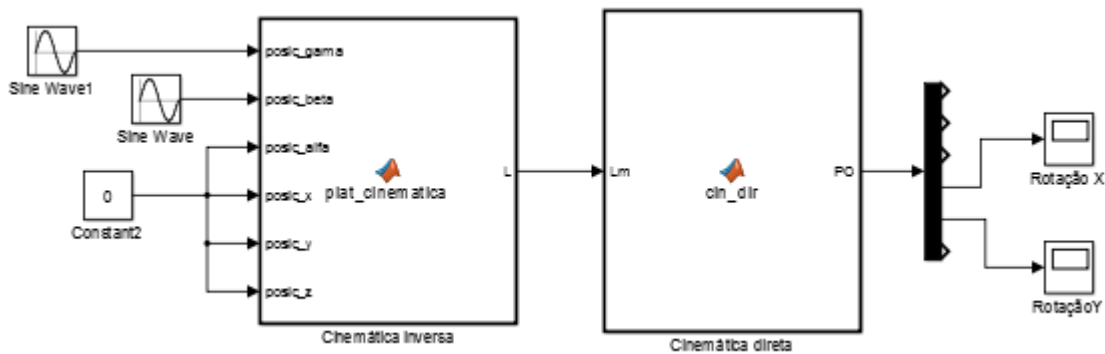 Sine Wave1
Sine Wave
0
Constant2
posic_gama
posic_beta
posic_alfa
posic_x
posic_y
posic_z
plat_cinematica
L
Cinemática inversa
Lm
cin_dir
PO
Cinemática direta
Rotação X
RotaçãoY